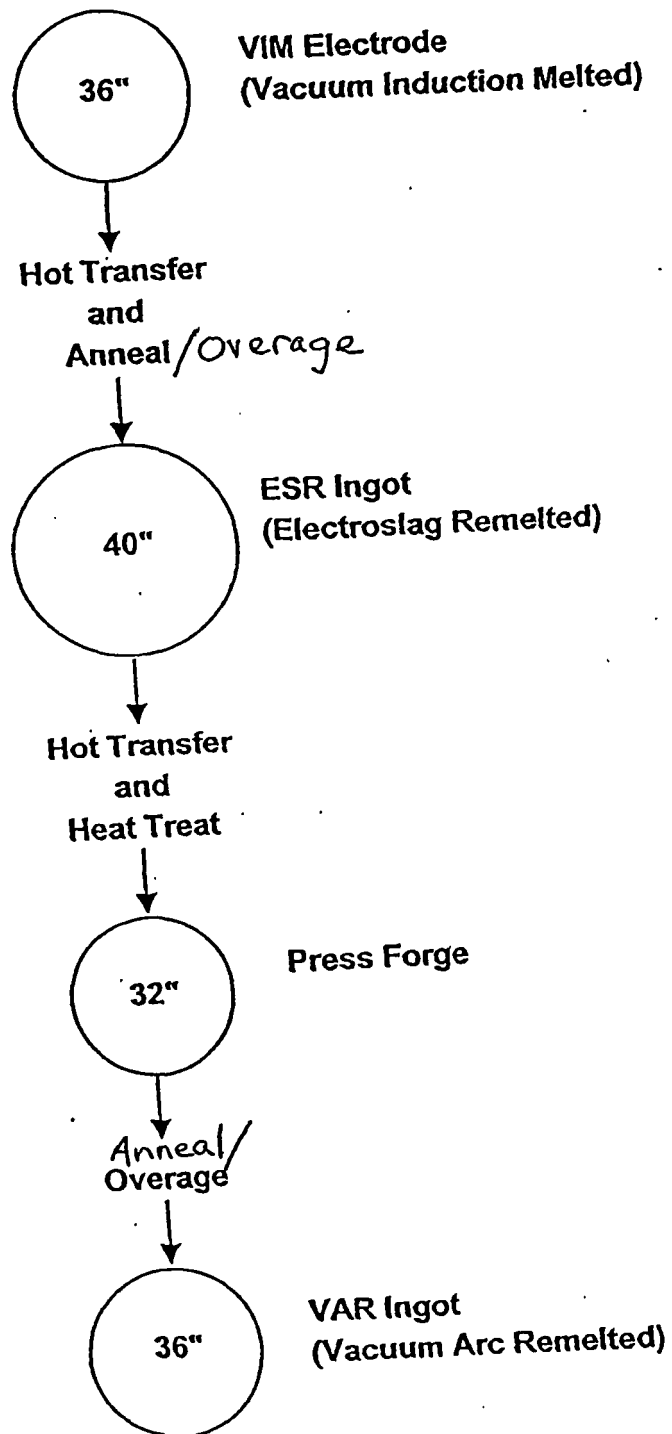 36"
VIM Electrode
(Vacuum Induction Melted)
Hot Transfer
and
Anneal/Overage
40"
ESR Ingot
(Electroslag Remelted)
Hot Transfer
and
Heat Treat
32"
Press Forge
Anneal/
Overage
36"
VAR Ingot
(Vacuum Arc Remelted)